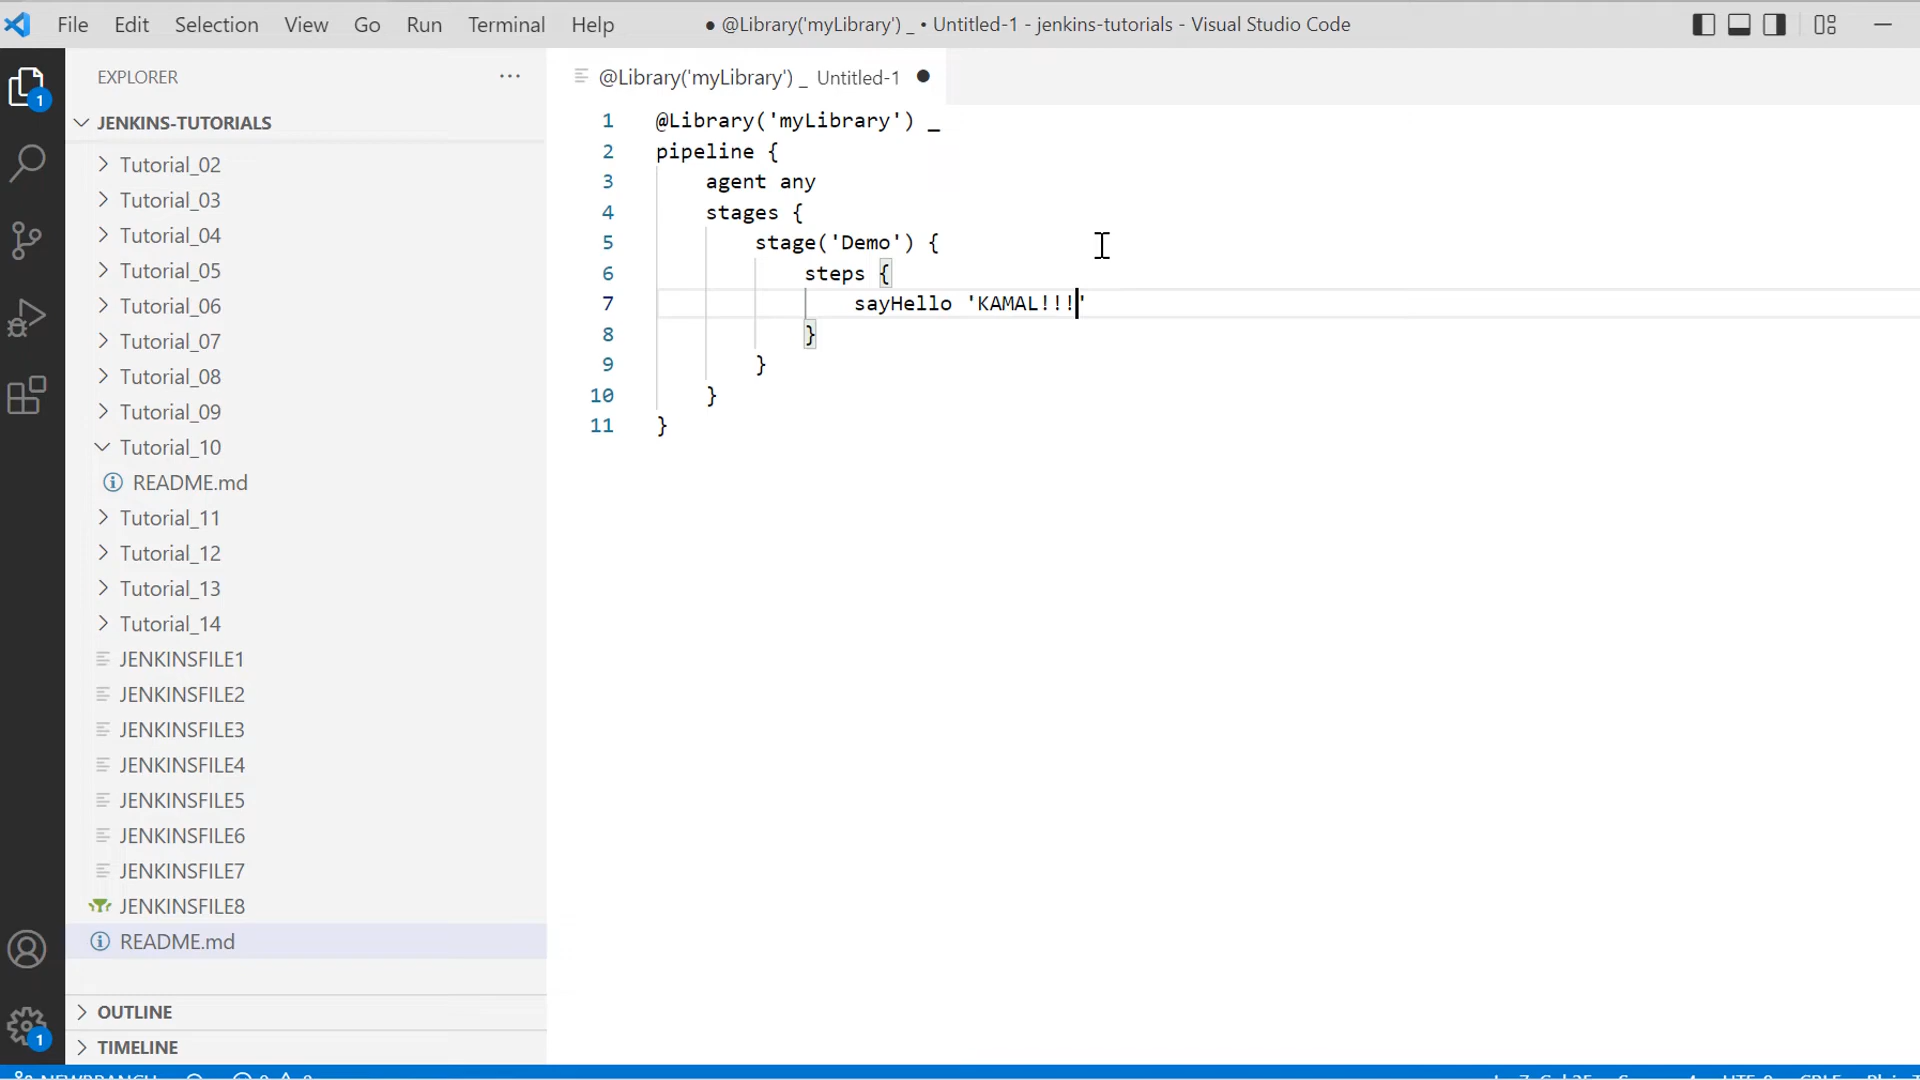 File Edit Selection View Go Run Terminal Help ● @Library('myLibrary') _ • Untitled-1 - jenkins-tutorials - Visual Studio Code
EXPLORER ···
JENKINS-TUTORIALS
Tutorial_02
Tutorial_03
Tutorial_04
Tutorial_05
Tutorial_06
Tutorial_07
Tutorial_08
Tutorial_09
Tutorial_10
README.md
Tutorial_11
Tutorial_12
Tutorial_13
Tutorial_14
JENKINSFILE1
JENKINSFILE2
JENKINSFILE3
JENKINSFILE4
JENKINSFILE5
JENKINSFILE6
JENKINSFILE7
JENKINSFILE8
README.md
OUTLINE
TIMELINE
1
1
@Library('myLibrary') _ Untitled-1 ●
1 @Library('myLibrary') _
2 pipeline {
3 agent any
4 stages {
5 stage('Demo') {
6 steps {
7 sayHello 'KAMAL!!!'
8 }
9 }
10 }
11 }